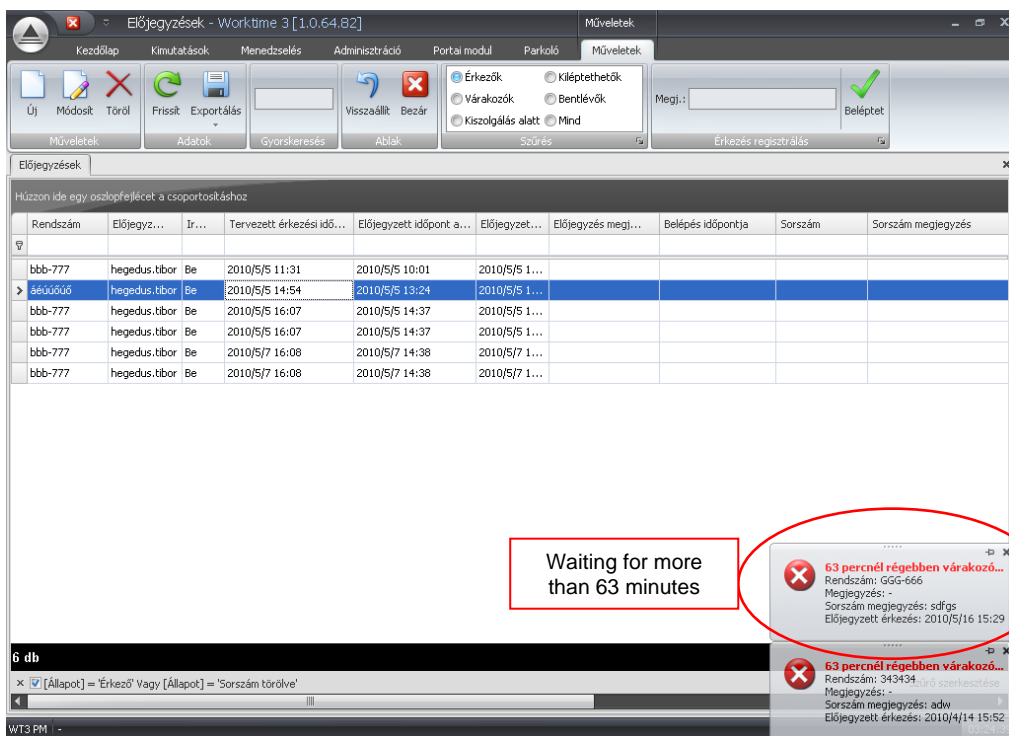 Előjegyzések - Worktime 3 [1.0.64.82]
Műveletek
Kezdőlap Kimutatások Menedzselés Adminisztráció Portai modul Parkoló Műveletek
Érkezők Kiléptethetők
Várakozók Bentlévők
Kiszolgálás alatt Mind
Megj.:
Új Módosít Töröl Frissít Exportálás Visszaállít Bezár Beléptet
Műveletek Adatok Gyorskeresés Ablak Szűrés Érkezés regisztrálás
Előjegyzések
Húzzon ide egy oszlopfejlécet a csoportosításhoz
Rendszám Előjegyz... Ir... Tervezett érkezési idő... Előjegyzett időpont a... Előjegyzet... Előjegyzés megj... Belépés időpontja Sorszám Sorszám megjegyzés
bbb-777 hegedus.tibor Be 2010/5/5 11:31 2010/5/5 10:01 2010/5/5 1...
áéúúőúő hegedus.tibor Be 2010/5/5 14:54 2010/5/5 13:24 2010/5/5 1...
bbb-777 hegedus.tibor Be 2010/5/5 16:07 2010/5/5 14:37 2010/5/5 1...
bbb-777 hegedus.tibor Be 2010/5/5 16:07 2010/5/5 14:37 2010/5/5 1...
bbb-777 hegedus.tibor Be 2010/5/7 16:08 2010/5/7 14:38 2010/5/7 1...
bbb-777 hegedus.tibor Be 2010/5/7 16:08 2010/5/7 14:38 2010/5/7 1...
Waiting for more
than 63 minutes
63 percnél régebben várakozó...
Rendszám: GGG-666
Megjegyzés: -
Sorszám megjegyzés: sdfgs
Előjegyzett érkezés: 2010/5/16 15:29
6 db
63 percnél régebben várakozó...
Rendszám: 343434
Megjegyzés: -
Sorszám megjegyzés: adw
Előjegyzett érkezés: 2010/4/14 15:52
[Állapot] = 'Érkező' Vagy [Állapot] = 'Sorszám törölve'
szerkesztése
WT3 PM -